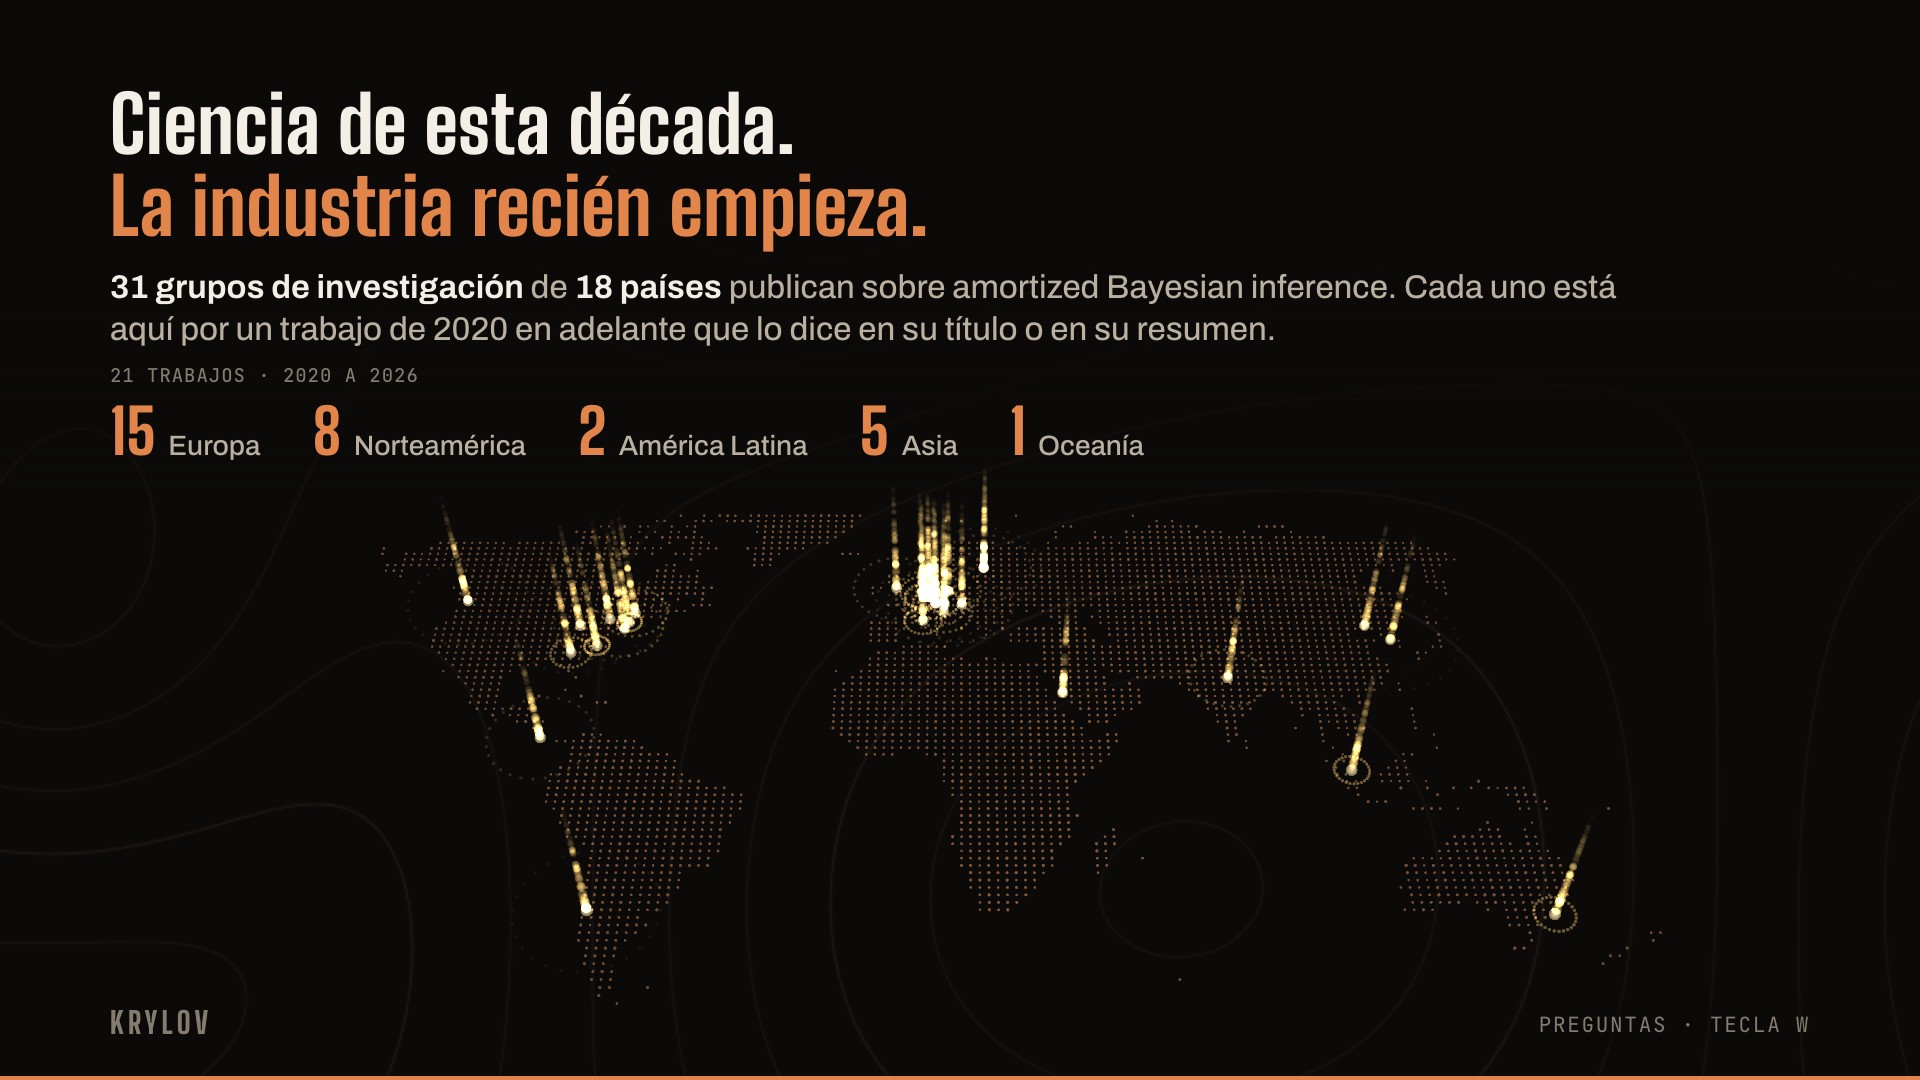 Ciencia de esta década.
La industria recién empieza.
31 grupos de investigación de 18 países publican sobre amortized Bayesian inference. Cada uno está
aquí por un trabajo de 2020 en adelante que lo dice en su título o en su resumen.
21 TRABAJOS · 2020 A 2026
15 Europa 8 Norteamérica 2 América Latina 5 Asia 1 Oceanía
KRYLOV
PREGUNTAS · TECLA W